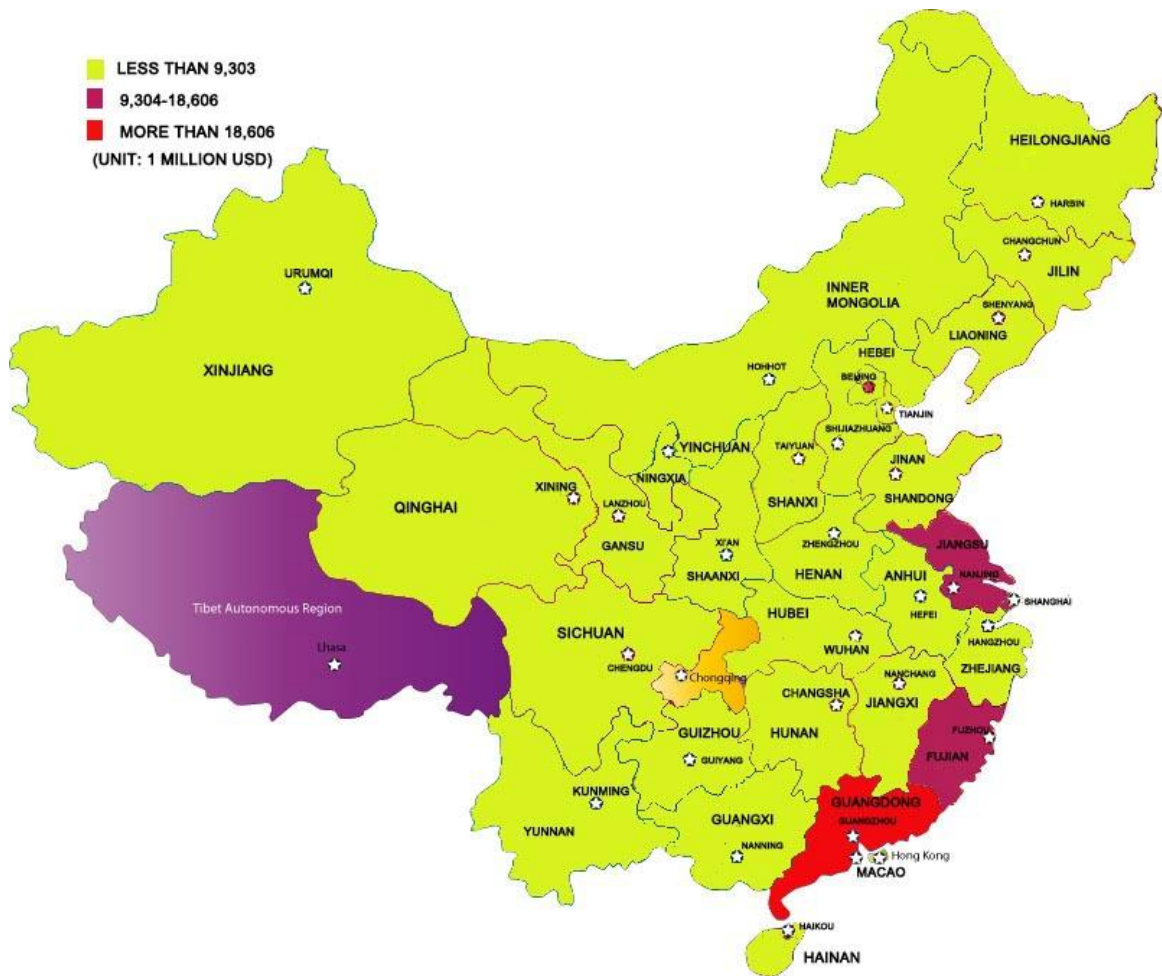 LESS THAN 9,303
9,304-18,606
MORE THAN 18,606
(UNIT: 1 MILLION USD)
HEILONGJIANG
HARBIN
CHANGCHUN
JILIN
URUMQI
INNER
MONGOLIA
SHENYANG
LIAONING
HEBEI
XINJIANG
HOHHOT
BEIJING
TIANJIN
SHIJIAZHUANG
YINCHUAN
TAIYUAN
JINAN
NINGXIA
XINING
SHANDONG
QINGHAI
LANZHOU
SHANXI
GANSU
XI'AN
ZHENGZHOU
JIANGSU
SHAANXI
HENAN
ANHUI
NANJING
SHANGHAI
Tibet Autonomous Region
HUBEI
HEFEI
SICHUAN
HANGZHOU
Lhasa
WUHAN
CHENGDU
ZHEJIANG
Chongqing
NANCHANG
CHANGSHA
JIANGXI
FUZHOU
GUIZHOU
HUNAN
FUJIAN
GUIYANG
KUNMING
GUANGDONG
GUANGXI
GUANGZHOU
YUNNAN
NANNING
Hong Kong
MACAO
HAIKOU
HAINAN